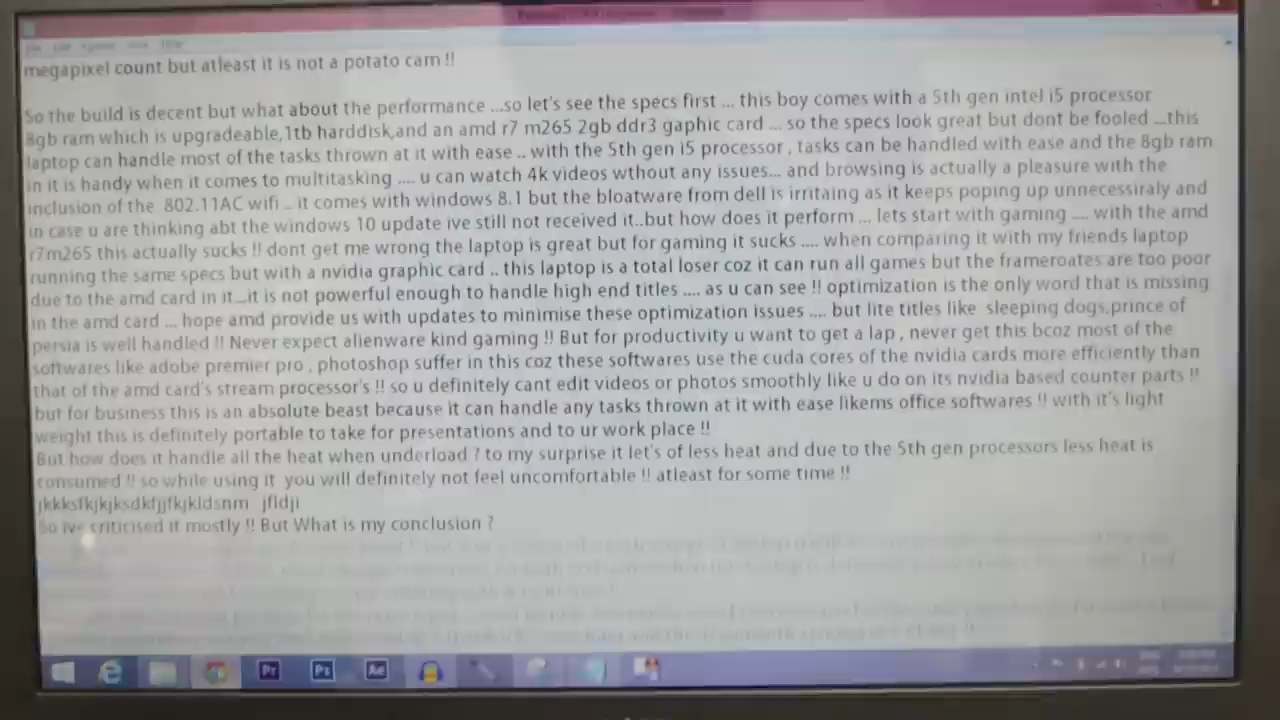 megapixel count but atleast it is not a potato cam !!
So the build is decent but what about the performance ...so let's see the specs first ... this boy comes with a 5th gen intel i5 processor
8gb ram which is upgradeable,1tb harddisk,and an amd r7 m265 2gb ddr3 gaphic card ... so the specs look great but dont be fooled ...this
laptop can handle most of the tasks thrown at it with ease .. with the 5th gen i5 processor , tasks can be handled with ease and the 8gb ram
in it is handy when it comes to multitasking .... u can watch 4k videos wthout any issues... and browsing is actually a pleasure with the
inclusion of the 802.11AC wifi .. it comes with windows 8.1 but the bloatware from dell is irritaing as it keeps poping up unnecessiraly and
in case u are thinking abt the windows 10 update ive still not received it..but how does it perform ... lets start with gaming .... with the amd
r7m265 this actually sucks !! dont get me wrong the laptop is great but for gaming it sucks .... when comparing it with my friends laptop
running the same specs but with a nvidia graphic card .. this laptop is a total loser coz it can run all games but the frameroates are too poor
due to the amd card in it...it is not powerful enough to handle high end titles .... as u can see !! optimization is the only word that is missing
in the amd card ... hope amd provide us with updates to minimise these optimization issues .... but lite titles like sleeping dogs,prince of
persia is well handled !! Never expect alienware kind gaming !! But for productivity u want to get a lap , never get this bcoz most of the
softwares like adobe premier pro , photoshop suffer in this coz these softwares use the cuda cores of the nvidia cards more efficiently than
that of the amd card's stream processor's !! so u definitely cant edit videos or photos smoothly like u do on its nvidia based counter parts !!
but for business this is an absolute beast because it can handle any tasks thrown at it with ease likems office softwares !! with it's light
weight this is definitely portable to take for presentations and to ur work place !!
But how does it handle all the heat when underload ? to my surprise it let's of less heat and due to the 5th gen processors less heat is
consumed !! so while using it you will definitely not feel uncomfortable !! atleast for some time !!
jkkksfkjkjksdkfjjfkjkldsnm jfldji
So ive criticised it mostly !! But What is my conclusion ?
Pr Ps Ae